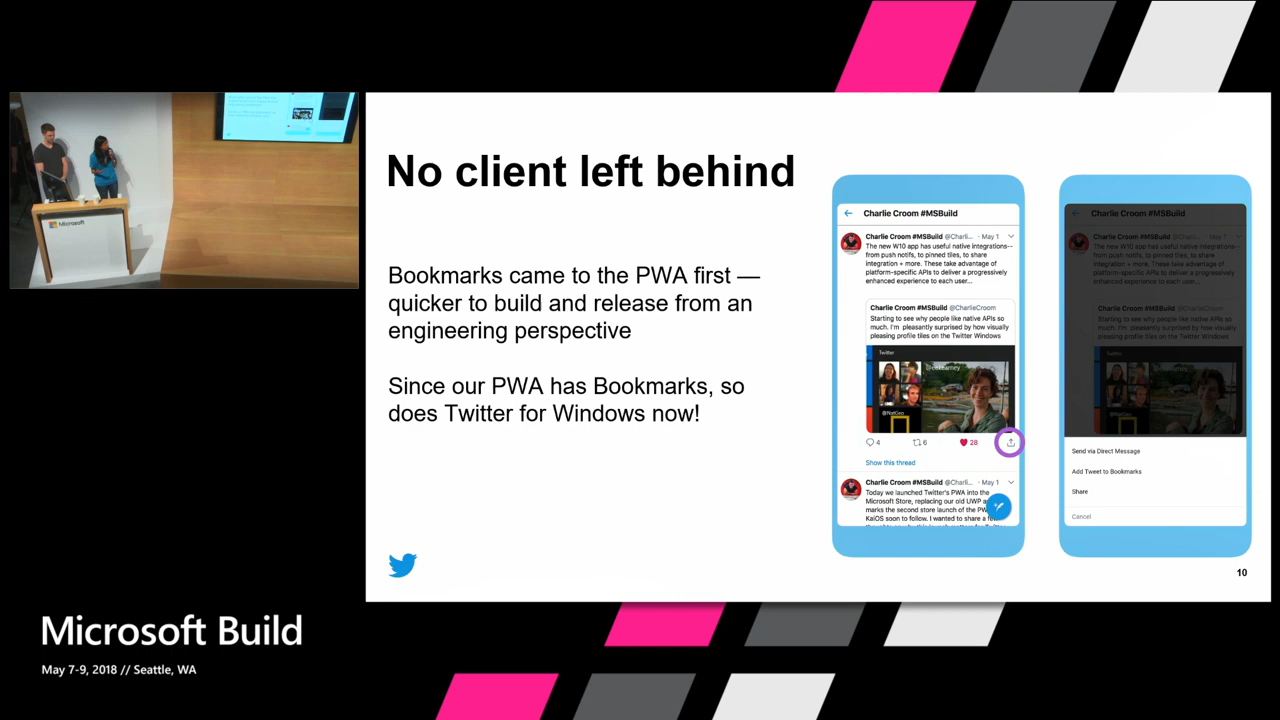 Microsoft
No client left behind
Bookmarks came to the PWA first —
quicker to build and release from an
engineering perspective
Since our PWA has Bookmarks, so
does Twitter for Windows now!
Charlie Croom #MSBuild
Charlie Croom #MSBuild @Charli... · May 1
The new W10 app has useful native integrations--
from push notifs, to pinned tiles, to share
integration + more. These take advantage of
platform-specific APIs to deliver a progressively
enhanced experience to each user...
Charlie Croom #MSBuild @CharlieCroom
Starting to see why people like native APIs so
much. I'm pleasantly surprised by how visually
pleasing profile tiles on the Twitter Windows
Twitter
@NatGeo
4
6
28
Show this thread
Charlie Croom #MSBuild @Charli... · May 1
Today we launched Twitter's PWA into the
Microsoft Store, replacing our old UWP
marks the second store launch of the
KaiOS soon to follow. I wanted to share a
Charlie Croom #MSBuild
Charlie Croom #MSBuild @Charli... · May 1
The new W10 app has useful native integrations--
from push notifs, to pinned tiles, to share
integration + more. These take advantage of
platform-specific APIs to deliver a progressively
enhanced experience to each user...
Charlie Croom #MSBuild @CharlieCroom
Starting to see why people like native APIs so
much. I'm pleasantly surprised by how visually
pleasing profile tiles on the Twitter Windows
Twitter
@NatGeo
Send via Direct Message
Add Tweet to Bookmarks
Share
Cancel
10
Microsoft Build
May 7-9, 2018 // Seattle, WA